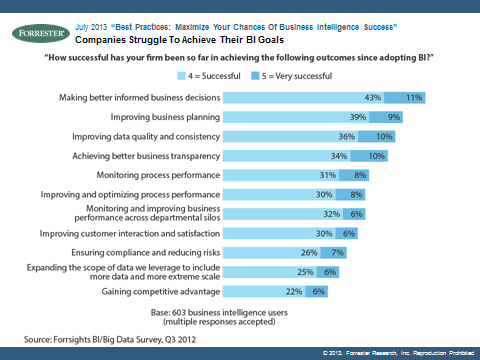 FORRESTER®
July 2013 “Best Practices: Maximize Your Chances Of Business Intelligence Success”
Companies Struggle To Achieve Their BI Goals
“How successful has your firm been so far in achieving the following outcomes since adopting BI?”
4 = Successful 5 = Very successful
Making better informed business decisions 43% 11%
Improving business planning 39% 9%
Improving data quality and consistency 36% 10%
Achieving better business transparency 34% 10%
Monitoring process performance 31% 8%
Improving and optimizing process performance 30% 8%
Monitoring and improving business
performance across departmental silos 32% 6%
Improving customer interaction and satisfaction 30% 6%
Ensuring compliance and reducing risks 26% 7%
Expanding the scope of data we leverage to include
more data and more extreme scale 25% 6%
Gaining competitive advantage 22% 6%
Base: 603 business intelligence users
(multiple responses accepted)
Source: Forrsights BI/Big Data Survey, Q3 2012
© 2013, Forrester Research, Inc. Reproduction Prohibited